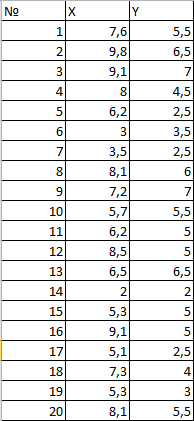 № X Y
1 7,6 5,5
2 9,8 6,5
3 9,1 7
4 8 4,5
5 6,2 2,5
6 3 3,5
7 3,5 2,5
8 8,1 6
9 7,2 7
10 5,7 5,5
11 6,2 5
12 8,5 5
13 6,5 6,5
14 2 2
15 5,3 5
16 9,1 5
17 5,1 2,5
18 7,3 4
19 5,3 3
20 8,1 5,5